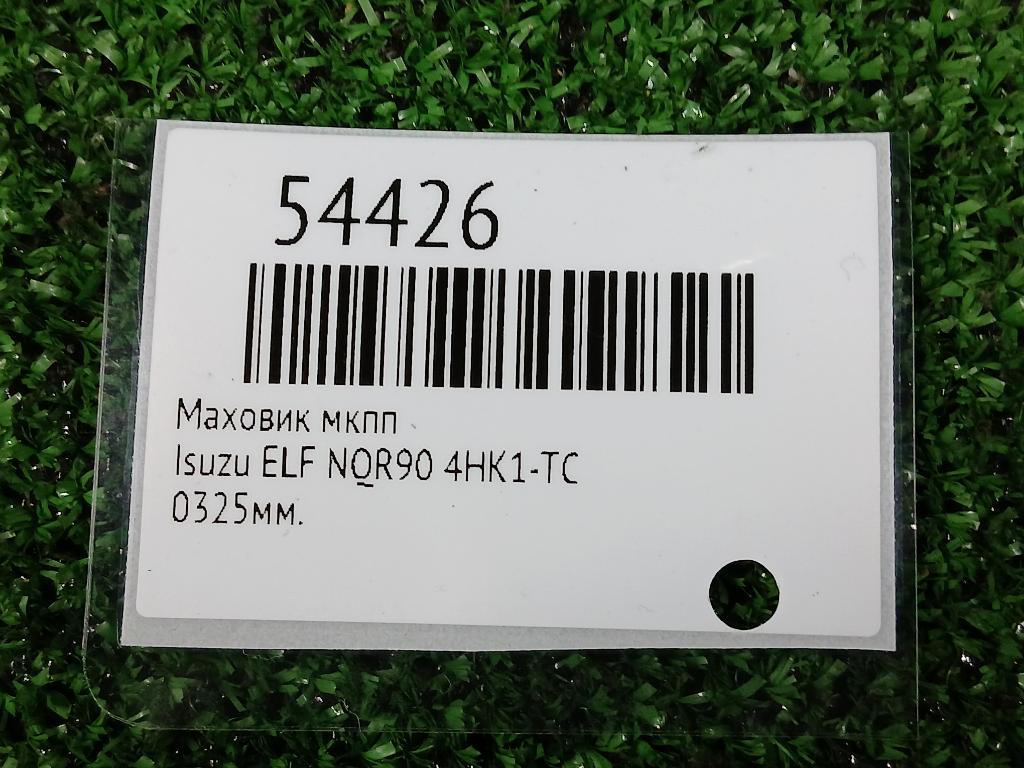 54426
Маховик мкпп
Isuzu ELF NQR90 4HK1-TC
0325мм.